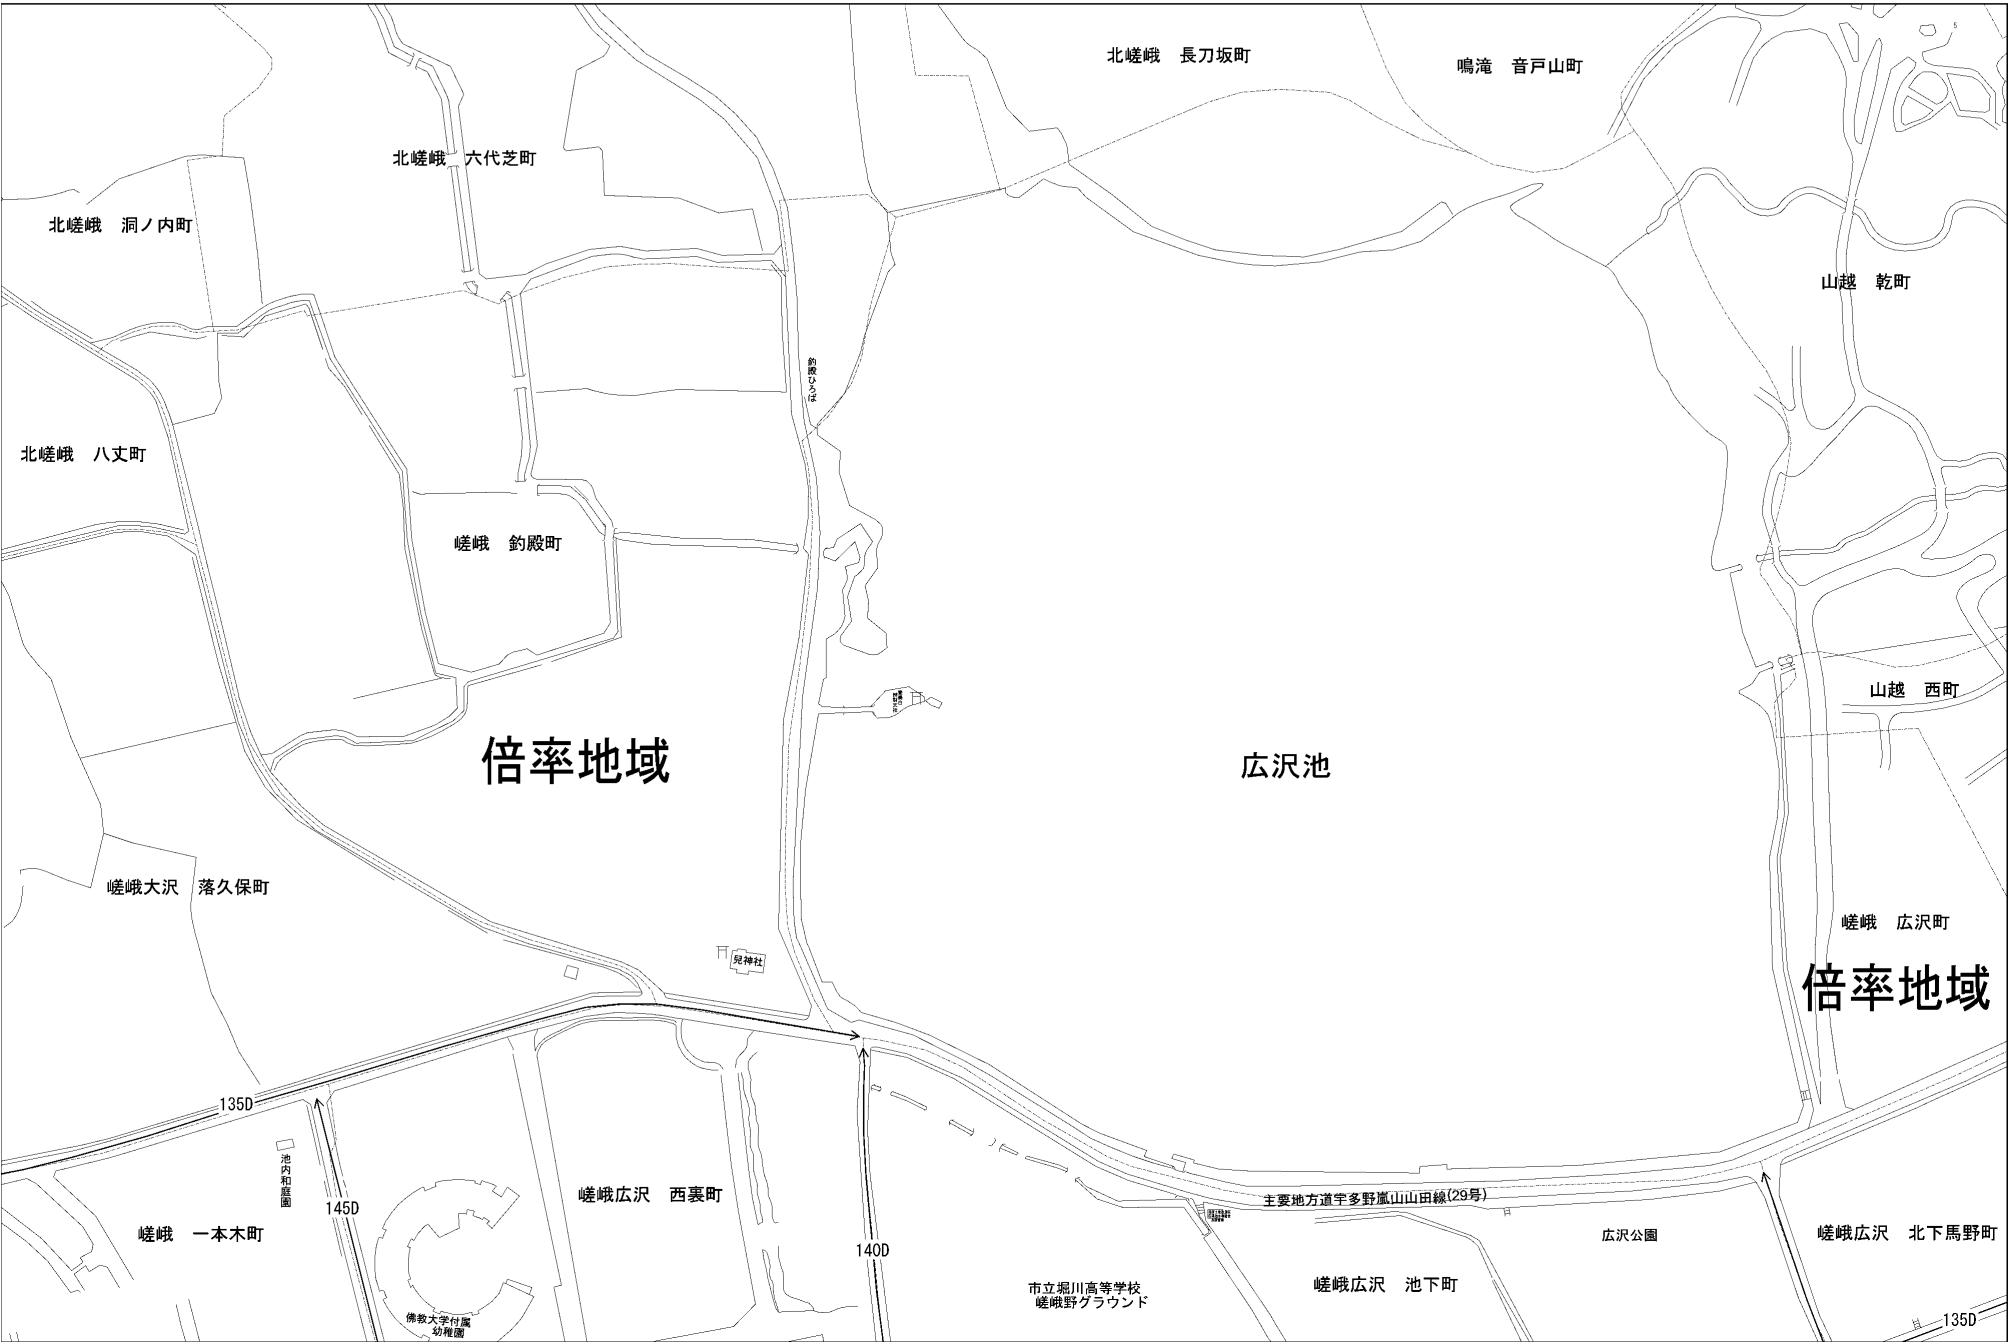 北嵯峨　長刀坂町
鳴滝　音戸山町
北嵯峨　六代芝町
北嵯峨　洞ノ内町
山越　乾町
釣殿ひろば
北嵯峨　八丈町
嵯峨　釣殿町
山越　西町
倍率地域
広沢池
嵯峨大沢　落久保町
嵯峨　広沢町
兒神社
倍率地域
135D
池内和庭園
145D
嵯峨広沢　西裏町
主要地方道宇多野嵐山山田線(29号)
嵯峨　一本木町
140D
広沢公園
嵯峨広沢　北下馬野町
市立堀川高等学校
嵯峨野グラウンド
嵯峨広沢　池下町
佛教大学付属
幼稚園
135D